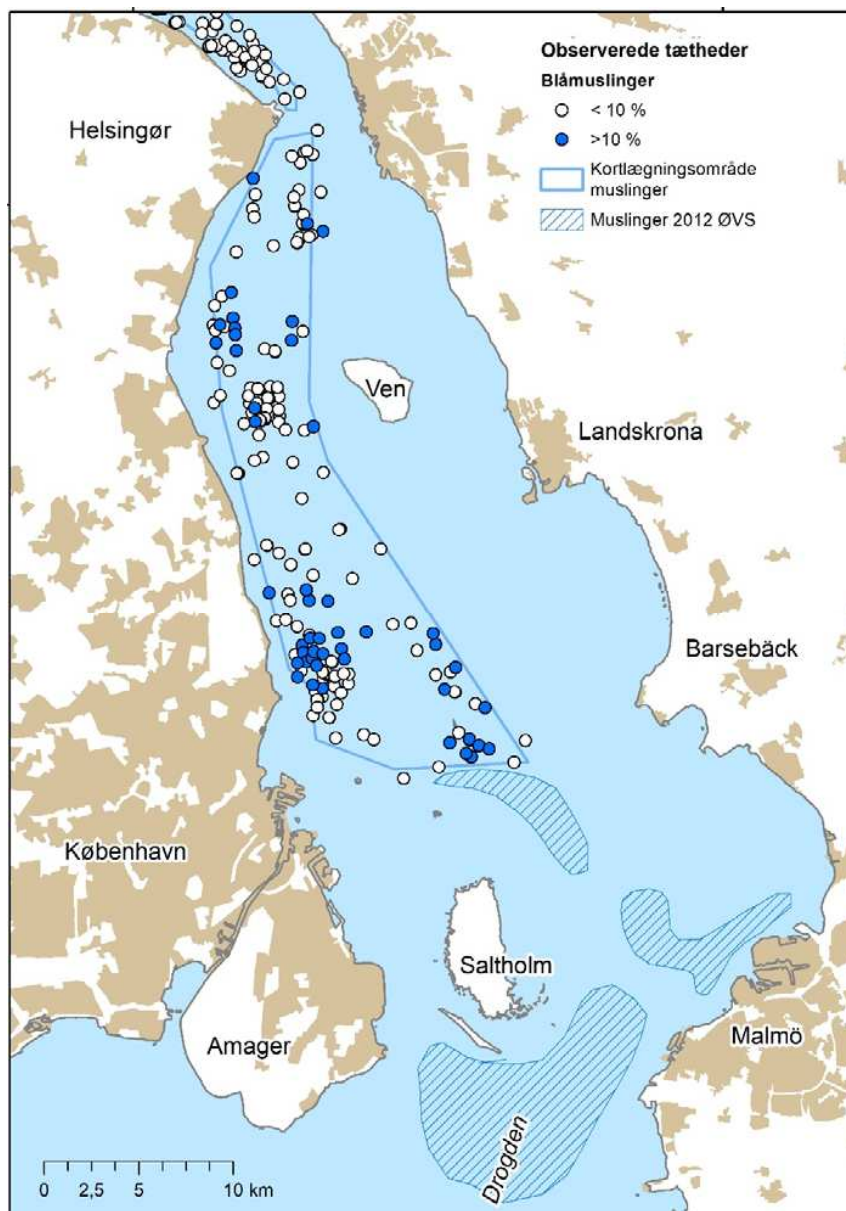 Observerede tætheder
Blåmuslinger
< 10 %
>10 %
Kortlægningsområde
muslinger
Muslinger 2012 ØVS
Helsingør
Ven
Landskrona
Barsebäck
København
Saltholm
Amager
Malmö
Drogden
0 2,5 5 10 km